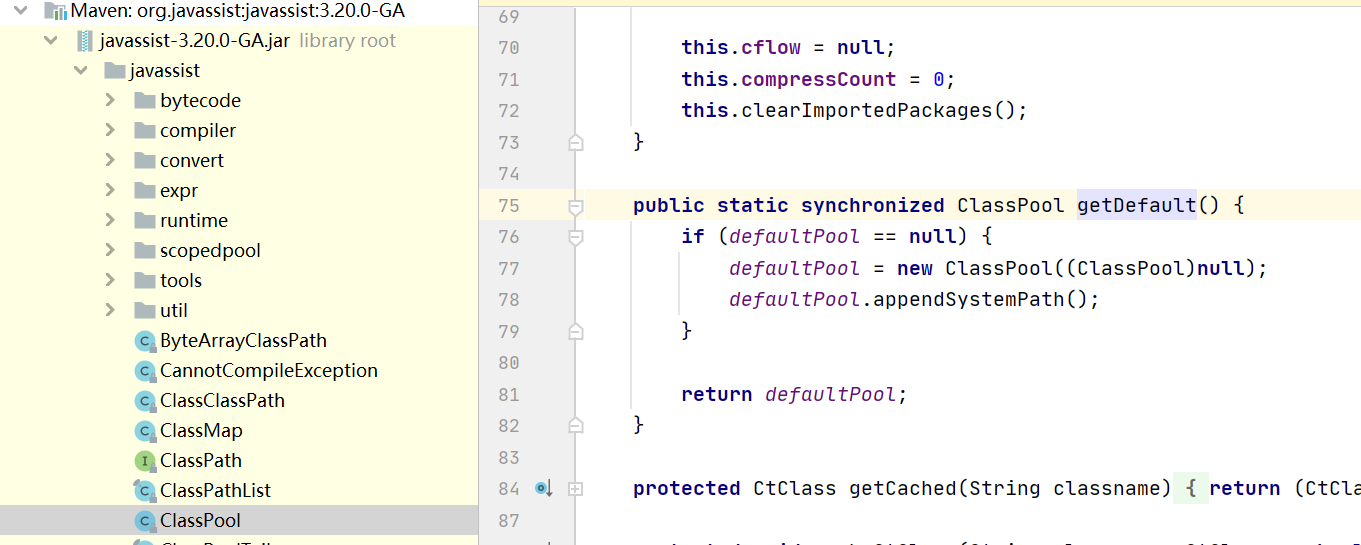 Maven: org.javassist:javassist:3.20.0-GA
javassist-3.20.0-GA.jar library root
javassist
bytecode
compiler
convert
expr
runtime
scopedpool
tools
util
ByteArrayClassPath
CannotCompileException
ClassClassPath
ClassMap
ClassPath
ClassPathList
ClassPool
69
70 this.cflow = null;
71 this.compressCount = 0;
72 this.clearImportedPackages();
73 }
74
75 public static synchronized ClassPool getDefault() {
76 if (defaultPool == null) {
77 defaultPool = new ClassPool((ClassPool)null);
78 defaultPool.appendSystemPath();
79 }
80
81 return defaultPool;
82 }
83
84 protected CtClass getCached(String classname) { return (CtCla
87